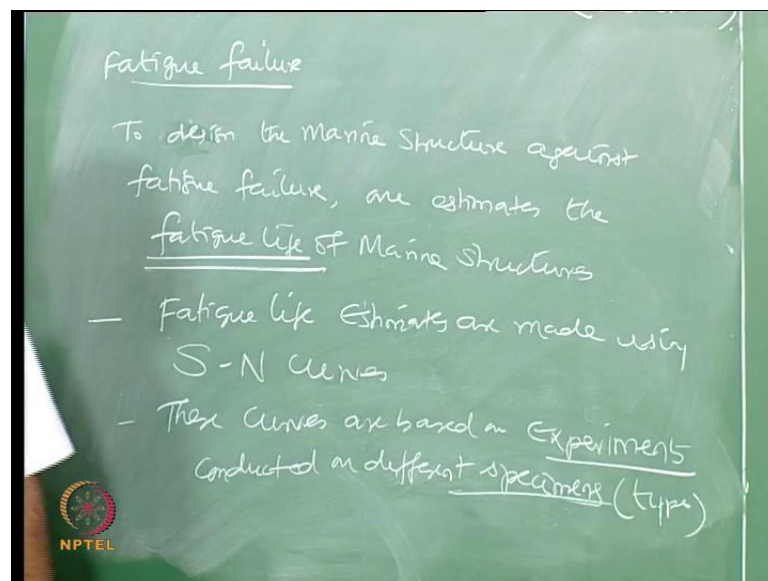 Fatigue failure
To design the Marine Structure against
fatigue failure, one estimates the
fatigue life of Marine Structures
— Fatigue life Estimates are made using
S-N Curves
- These Curves are based on Experiments
conducted on different specimens (type)
NPTEL